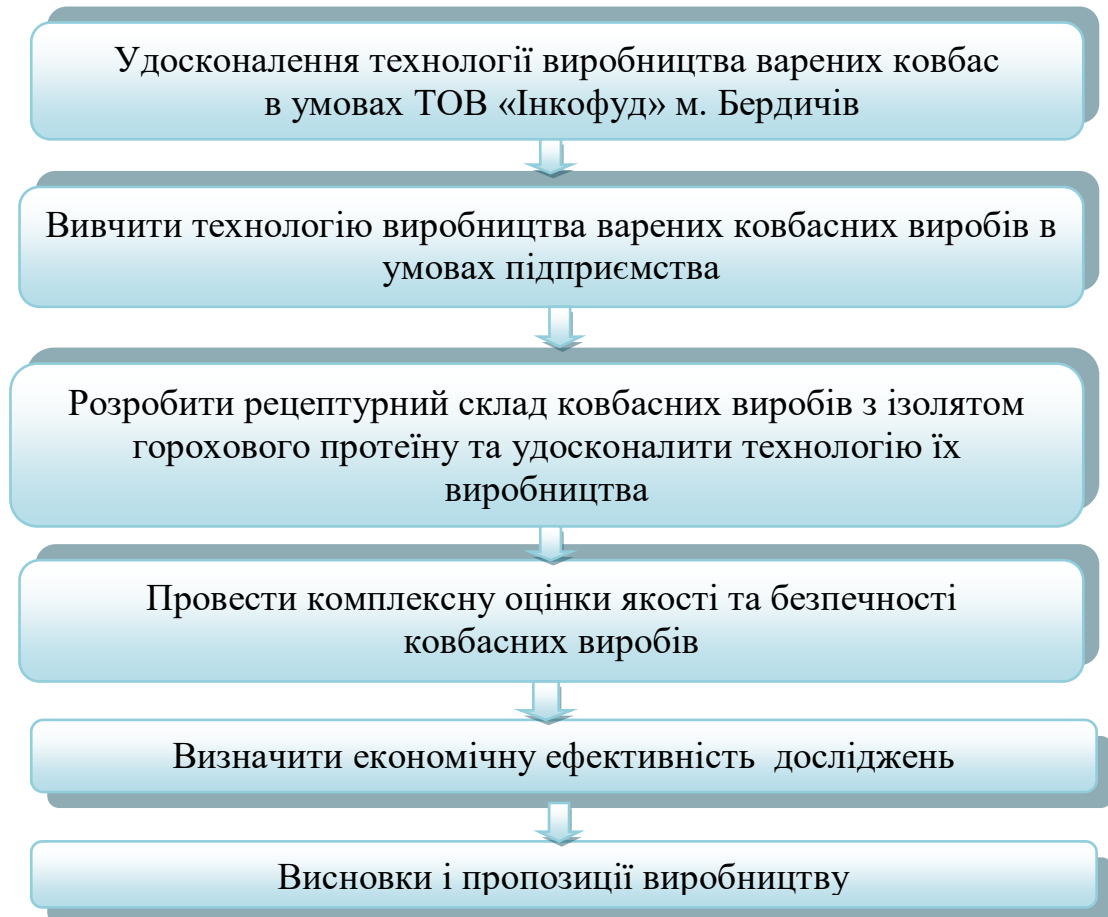 Удосконалення технології виробництва варених ковбас
в умовах ТОВ «Інкофуд» м. Бердичів
Вивчити технологію виробництва варених ковбасних виробів в
умовах підприємства
Розробити рецептурний склад ковбасних виробів з ізолятом
горохового протеїну та удосконалити технологію їх
виробництва
Провести комплексну оцінки якості та безпечності
ковбасних виробів
Визначити економічну ефективність досліджень
Висновки і пропозиції виробництву